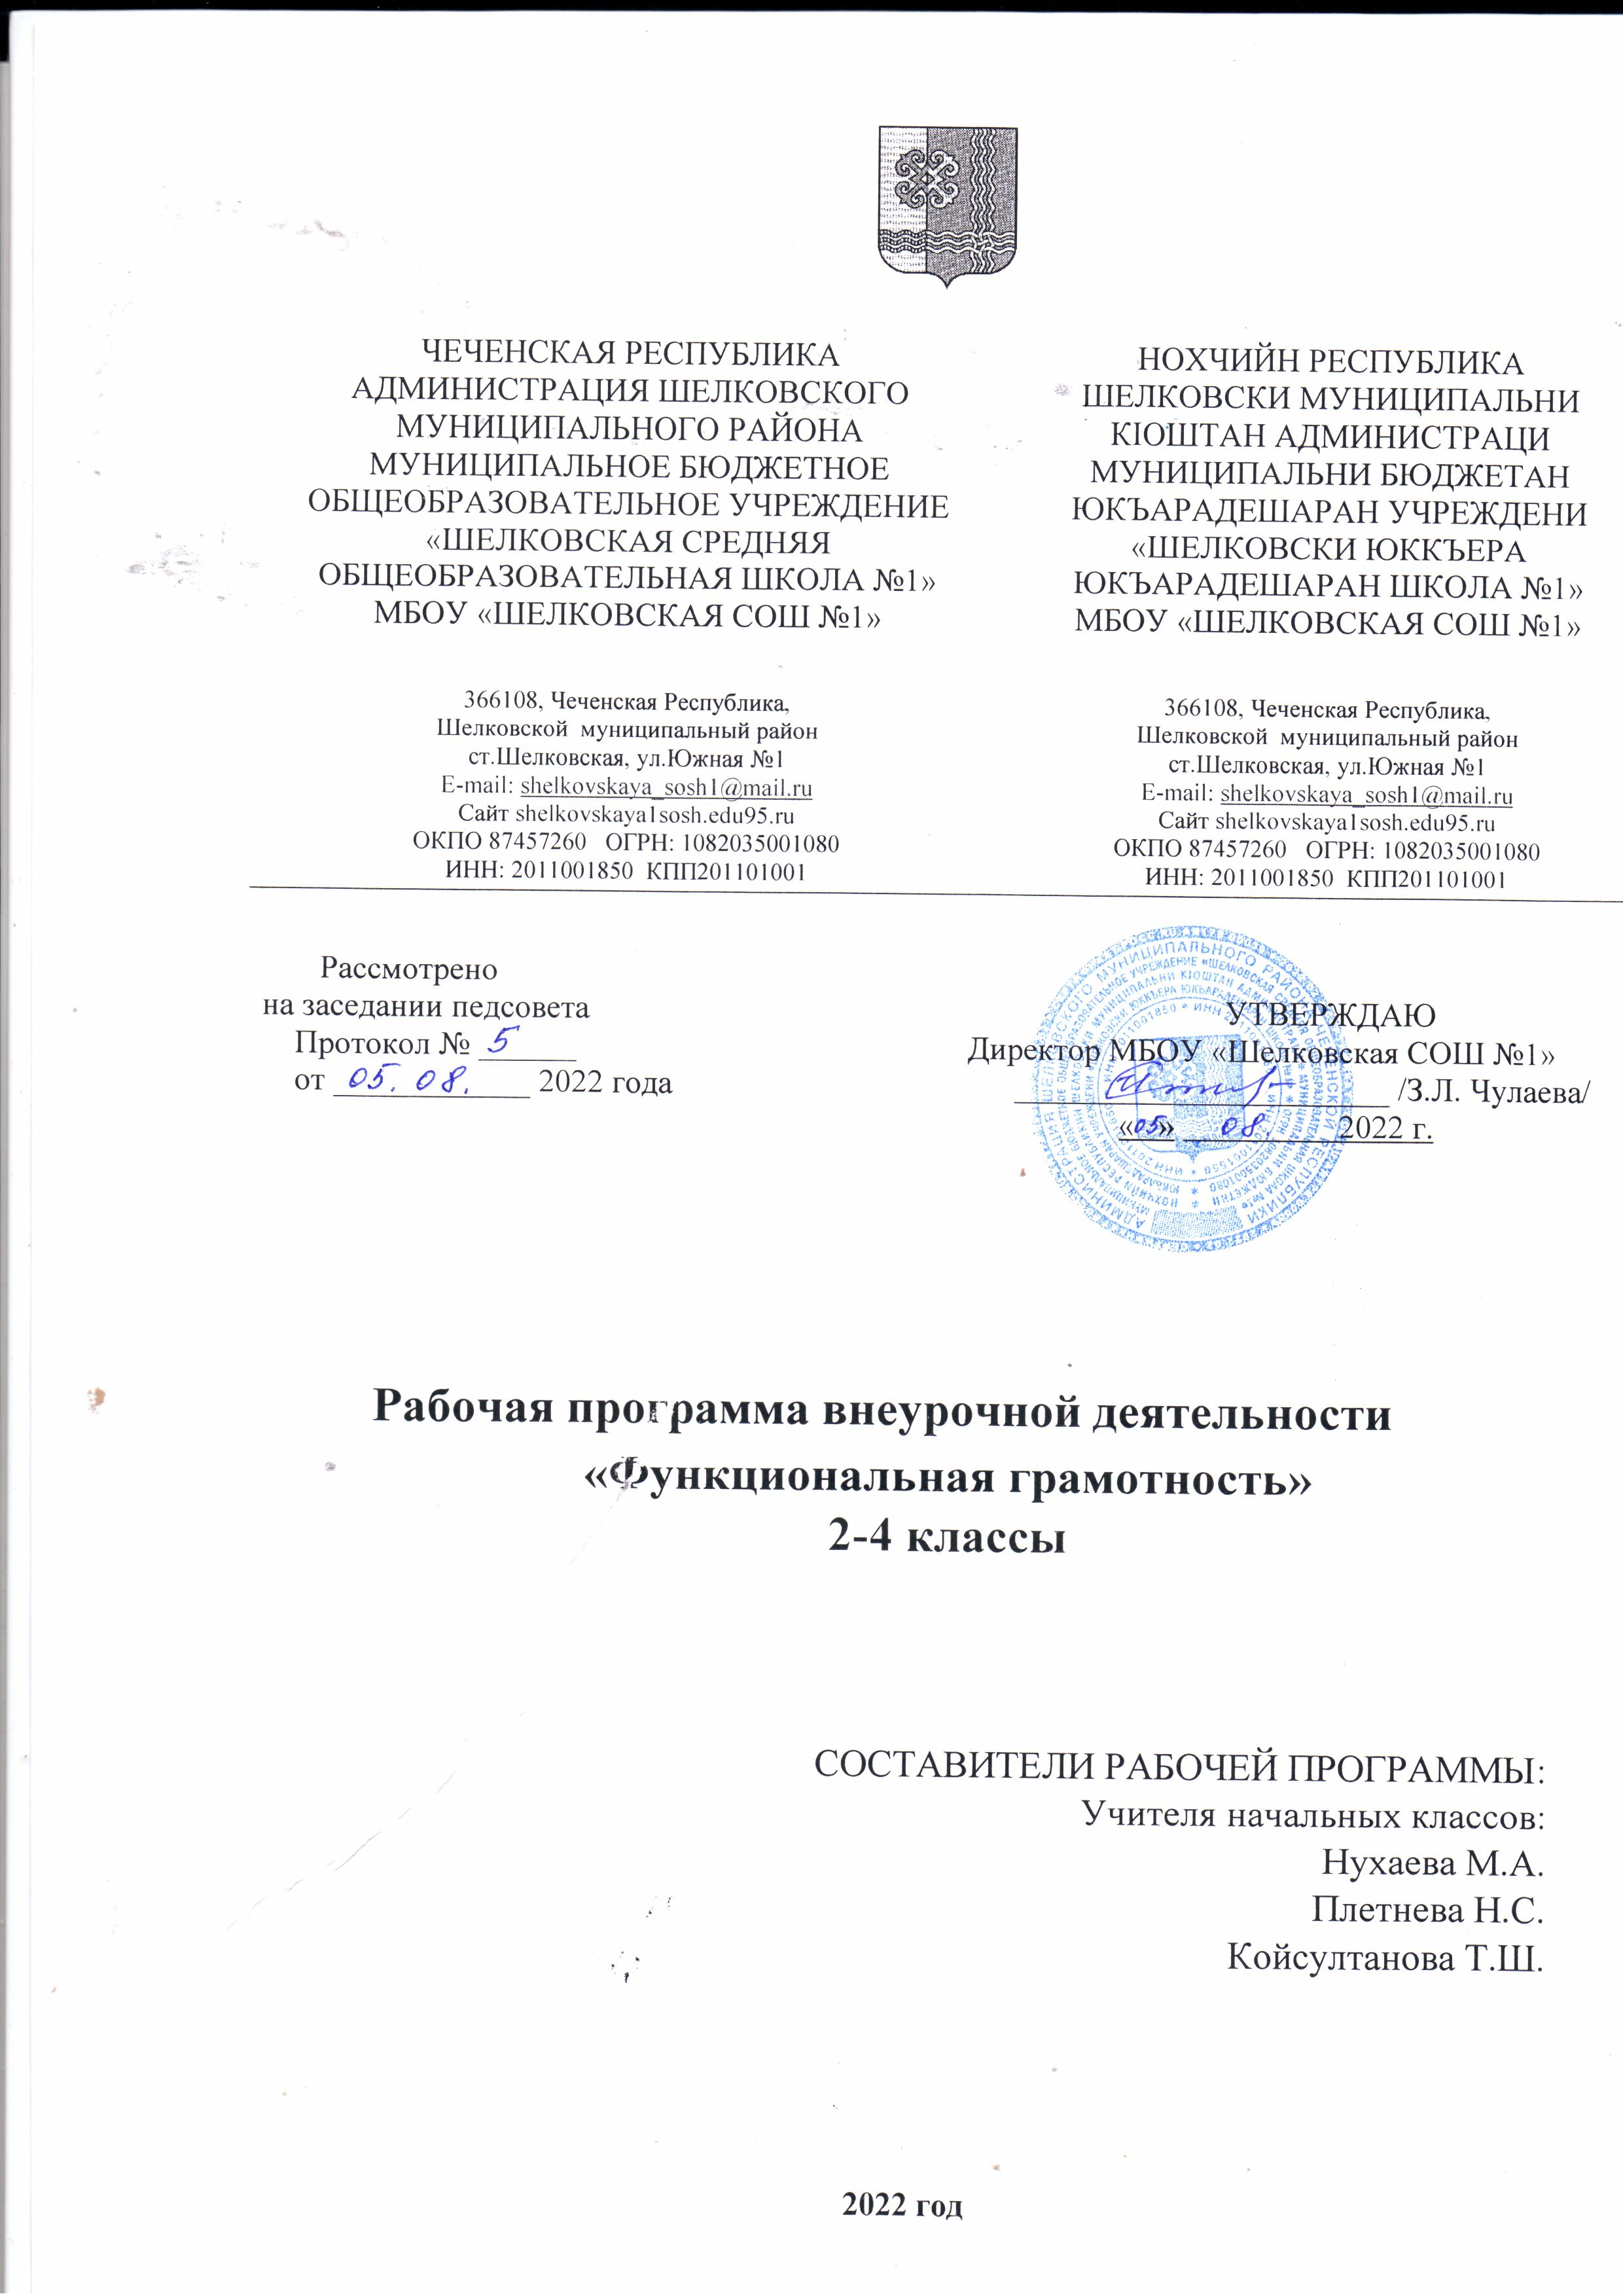 ЧЕЧЕНСКАЯ РЕСПУБЛИКА
АДМИНИСТРАЦИЯ ШЕЛКОВСКОГО
МУНИЦИПАЛЬНОГО РАЙОНА
МУНИЦИПАЛЬНОЕ БЮДЖЕТНОЕ
ОБЩЕОБРАЗОВАТЕЛЬНОЕ УЧРЕЖДЕНИЕ
«ШЕЛКОВСКАЯ СРЕДНЯЯ
ОБЩЕОБРАЗОВАТЕЛЬНАЯ ШКОЛА №1»
МБОУ «ШЕЛКОВСКАЯ СОШ №1»
366108, Чеченская Республика,
Шелковской муниципальный район
ст.Шелковская, ул.Южная №1
E-mail: shelkovskaya_sosh1@mail.ru
Сайт shelkovskaya1sosh.edu95.ru
ОКПО 87457260 ОГРН: 1082035001080
ИНН: 2011001850 КПП201101001
НОХЧИЙН РЕСПУБЛИКА
ШЕЛКОВСКИ МУНИЦИПАЛЬНИ
КІОШТАН АДМИНИСТРАЦИ
МУНИЦИПАЛЬНИ БЮДЖЕТАН
ЮКЪАРАДЕШАРАН УЧРЕЖДЕНИ
«ШЕЛКОВСКИ ЮККЪЕРА
ЮКЪАРАДЕШАРАН ШКОЛА №1»
МБОУ «ШЕЛКОВСКАЯ СОШ №1»
366108, Чеченская Республика,
Шелковской муниципальный район
ст.Шелковская, ул.Южная №1
E-mail: shelkovskaya_sosh1@mail.ru
Сайт shelkovskaya1sosh.edu95.ru
ОКПО 87457260 ОГРН: 1082035001080
ИНН: 2011001850 КПП201101001
Рассмотрено
на заседании педсовета
Протокол № 5
от 05. 08. 2022 года
УТВЕРЖДАЮ
Директор МБОУ «Шелковская СОШ №1»
/З.Л. Чулаева/
«05» 08. 2022 г.
Рабочая программа внеурочной деятельности
«Функциональная грамотность»
2-4 классы
СОСТАВИТЕЛИ РАБОЧЕЙ ПРОГРАММЫ:
Учителя начальных классов:
Нухаева М.А.
Плетнева Н.С.
Койсултанова Т.Ш.
2022 год